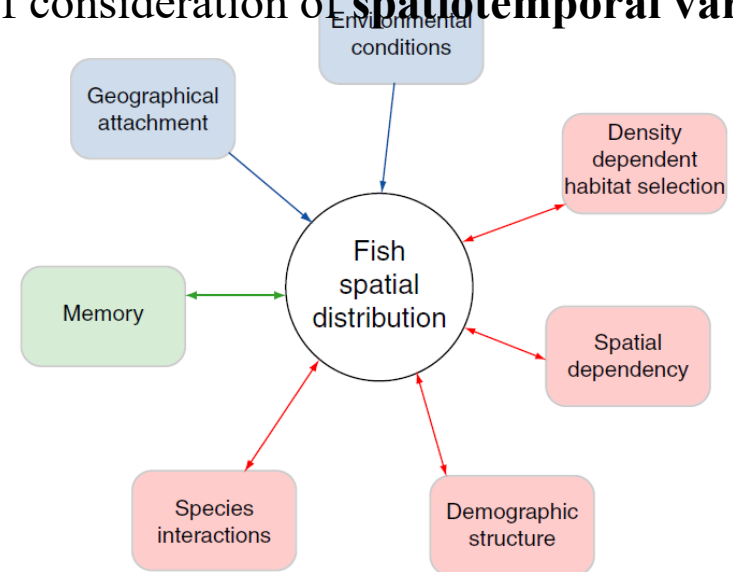 f consideration of spatiotemporal var
Environmental
conditions
Geographical
attachment
Density
dependent
habitat selection
Fish
spatial
distribution
Memory
Spatial
dependency
Species
interactions
Demographic
structure